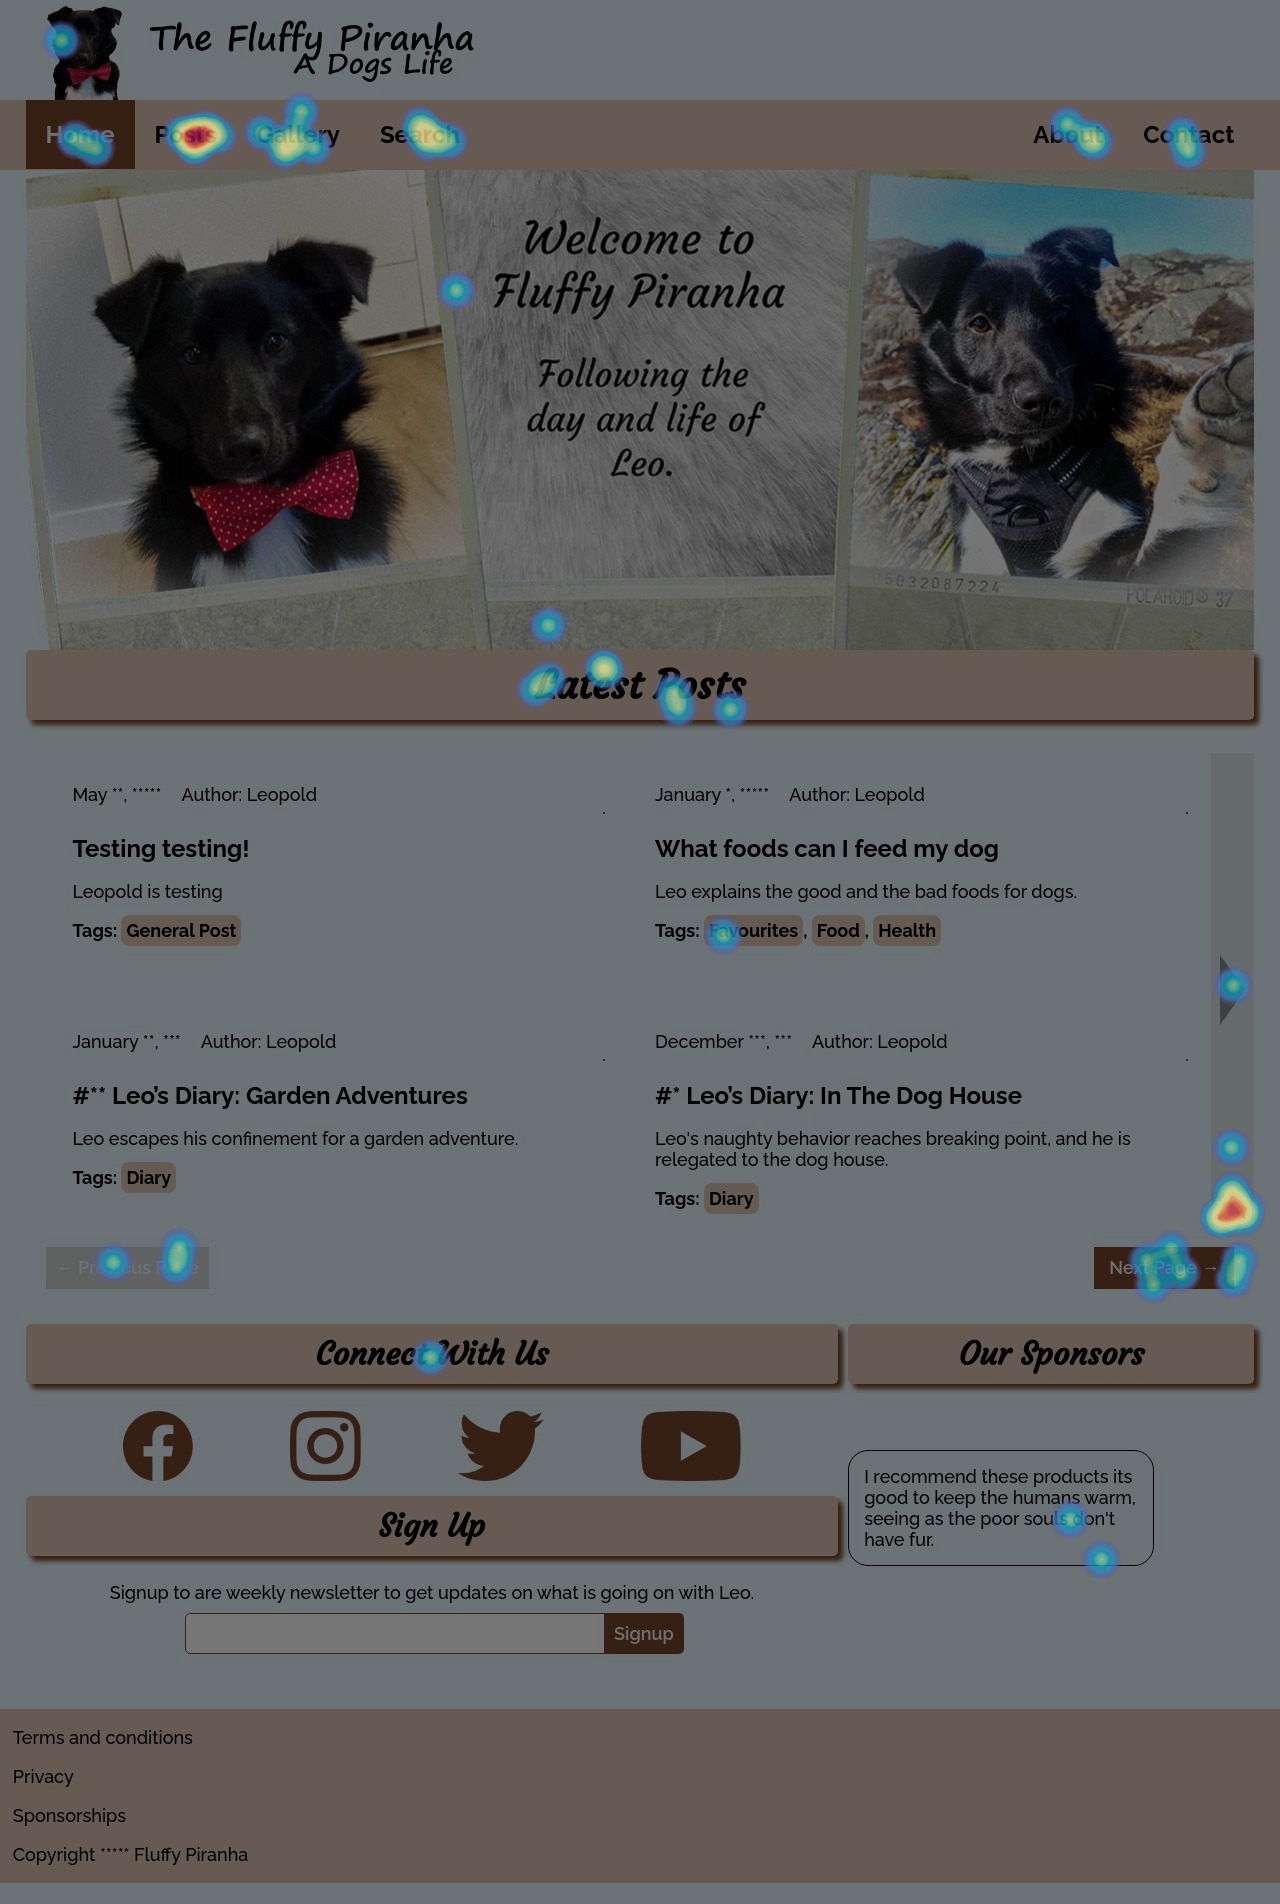 The Fluffy Piranha
A Dogs Life
Home Posts Gallery Search About Contact
Welcome to
Fluffy Piranha
Following the
day and life of
Leo.
5032087224
POLAROID® 37
Latest Posts
May **, ***** Author: Leopold
Testing testing!
Leopold is testing
Tags: General Post
January *, ***** Author: Leopold
What foods can I feed my dog
Leo explains the good and the bad foods for dogs.
Tags: Favourites, Food, Health
January **, *** Author: Leopold
#** Leo’s Diary: Garden Adventures
Leo escapes his confinement for a garden adventure.
Tags: Diary
December ***, *** Author: Leopold
#* Leo’s Diary: In The Dog House
Leo's naughty behavior reaches breaking point, and he is
relegated to the dog house.
Tags: Diary
← Previous Page
Next Page →
Connect With Us
Our Sponsors
I recommend these products its
good to keep the humans warm,
seeing as the poor souls don't
have fur.
Sign Up
Signup to are weekly newsletter to get updates on what is going on with Leo.
Signup
Terms and conditions
Privacy
Sponsorships
Copyright ***** Fluffy Piranha